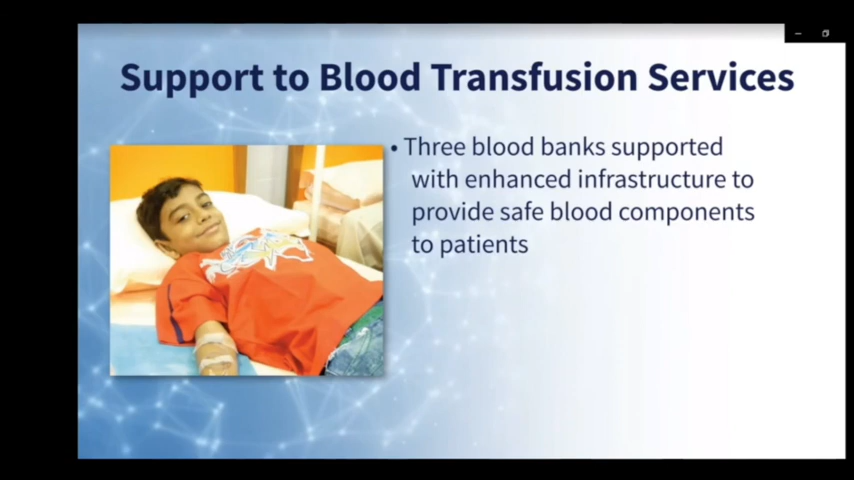 Support to Blood Transfusion Services
• Three blood banks supported
with enhanced infrastructure to
provide safe blood components
to patients